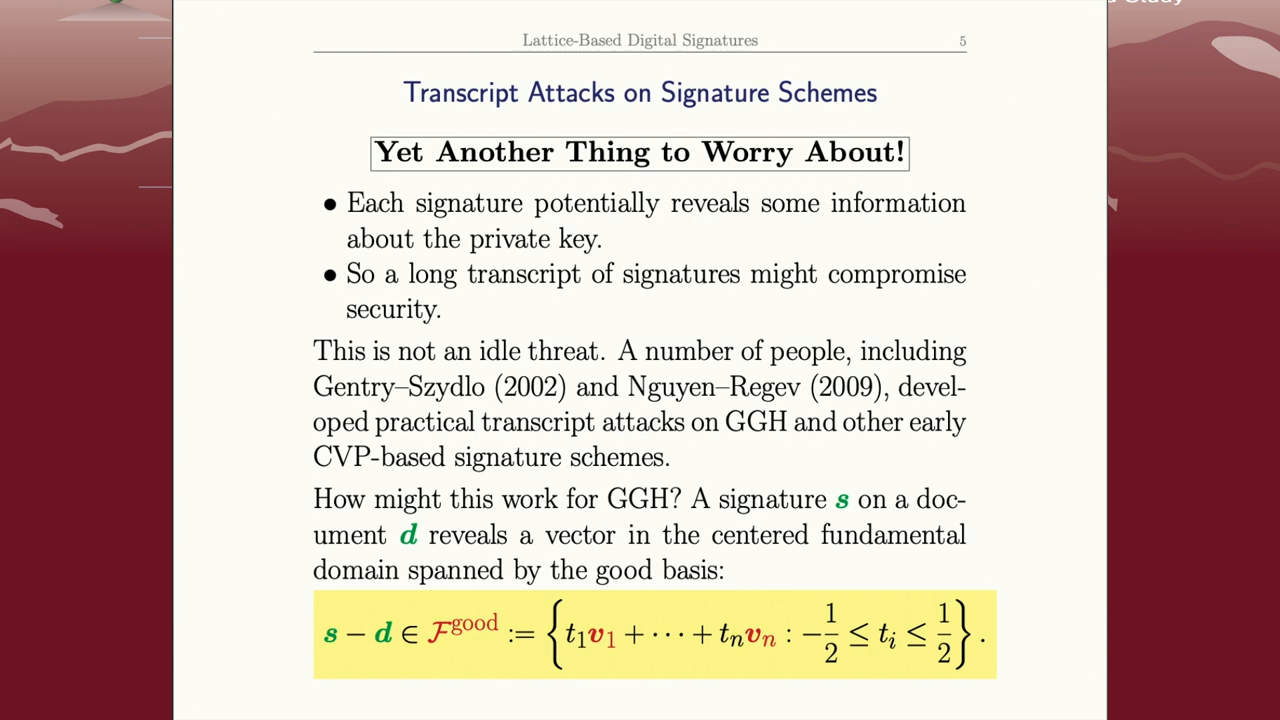 Study
Lattice-Based Digital Signatures 5
Transcript Attacks on Signature Schemes
Yet Another Thing to Worry About!
• Each signature potentially reveals some information
about the private key.
• So a long transcript of signatures might compromise
security.
This is not an idle threat. A number of people, including
Gentry–Szydlo (2002) and Nguyen–Regev (2009), devel-
oped practical transcript attacks on GGH and other early
CVP-based signature schemes.
How might this work for GGH? A signature s on a doc-
ument d reveals a vector in the centered fundamental
domain spanned by the good basis:
s − d ∈ 𝓕^good := { t₁v₁ + · · · + tₙvₙ : −1/2 ≤ tᵢ ≤ 1/2 } .